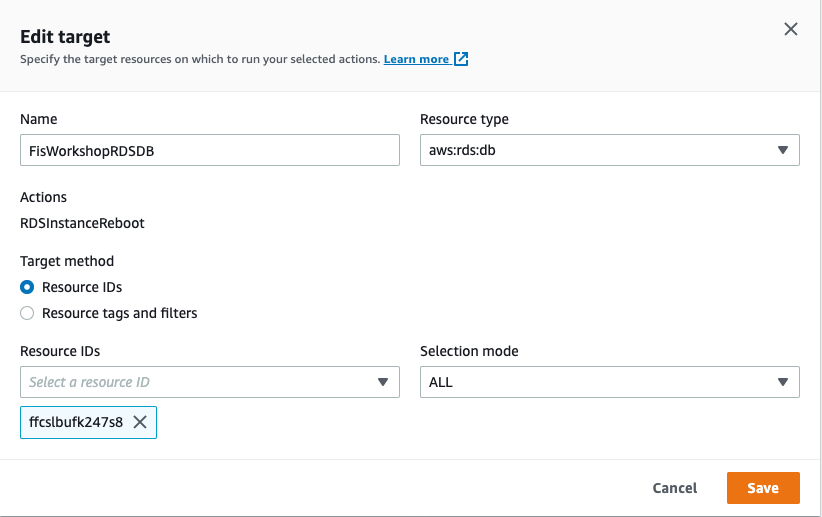 Edit target
Specify the target resources on which to run your selected actions. Learn more
Name
FisWorkshopRDSDB
Resource type
aws:rds:db
Actions
RDSInstanceReboot
Target method
Resource IDs
Resource tags and filters
Resource IDs
Select a resource ID
ffcslbufk247s8
Selection mode
ALL
Cancel
Save